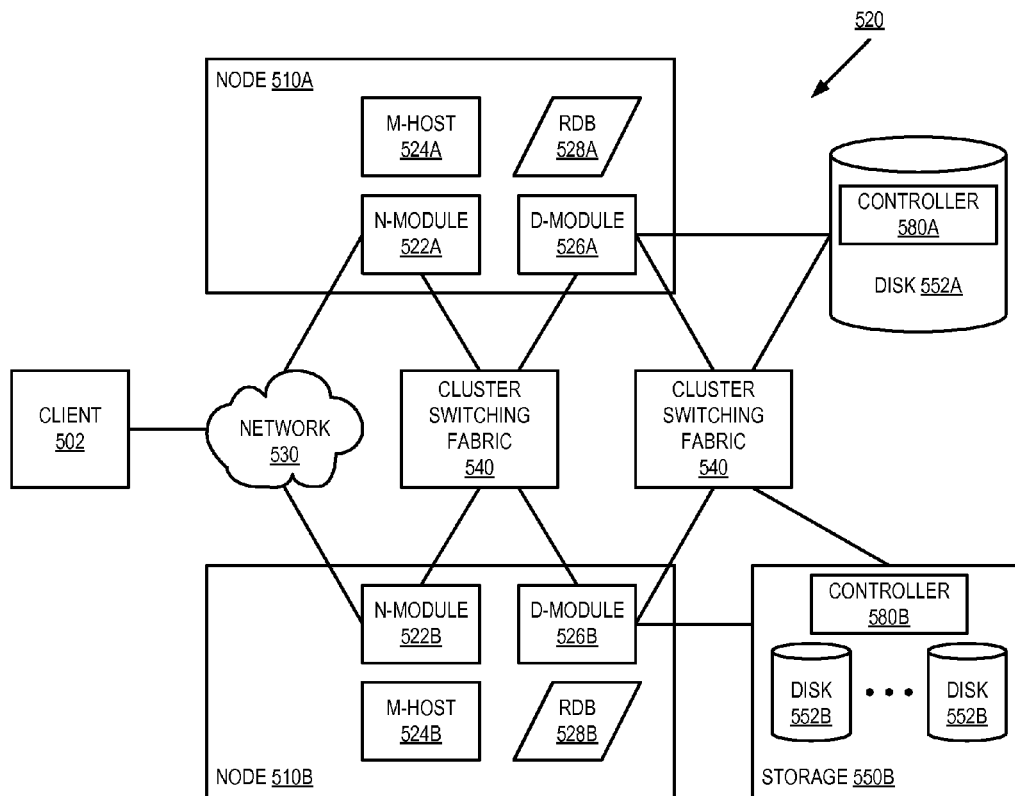 520
NODE 510A
M-HOST
524A
RDB
528A
N-MODULE
522A
D-MODULE
526A
CONTROLLER
580A
DISK 552A
CLIENT
502
NETWORK
530
CLUSTER
SWITCHING
FABRIC
540
CLUSTER
SWITCHING
FABRIC
540
N-MODULE
522B
D-MODULE
526B
M-HOST
524B
RDB
528B
NODE 510B
CONTROLLER
580B
DISK
552B
DISK
552B
STORAGE 550B